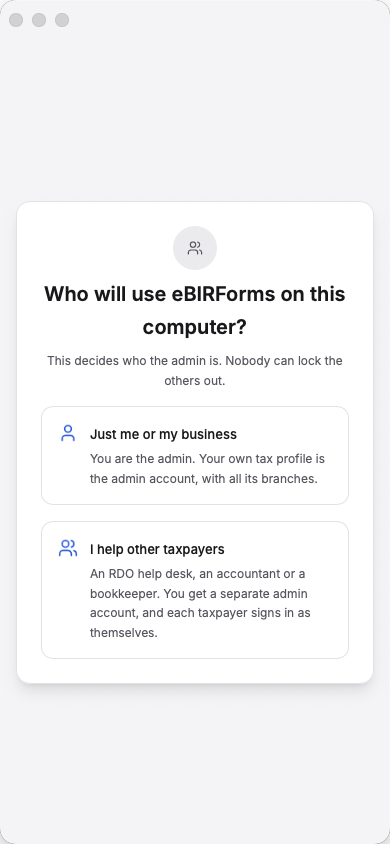 Who will use eBIRForms on this
computer?
This decides who the admin is. Nobody can lock the
others out.
Just me or my business
You are the admin. Your own tax profile is
the admin account, with all its branches.
I help other taxpayers
An RDO help desk, an accountant or a
bookkeeper. You get a separate admin
account, and each taxpayer signs in as
themselves.